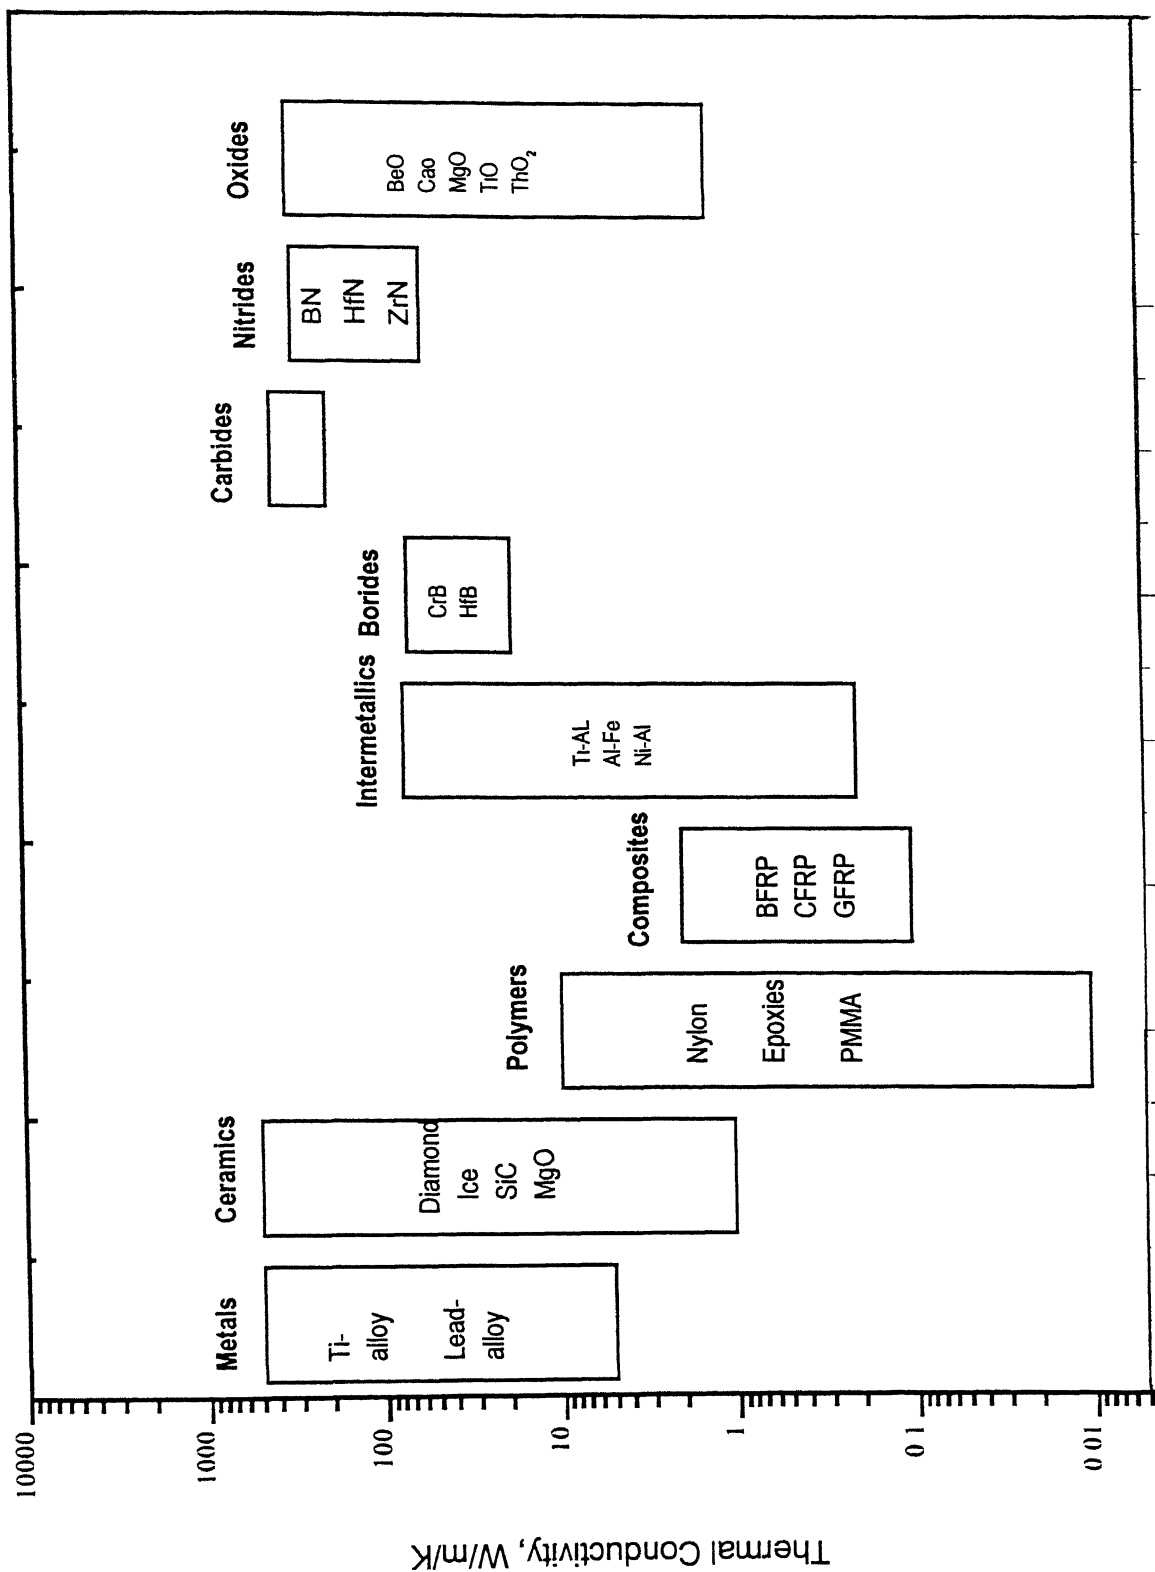 Thermal Conductivity, W/m/K
10000
1000
100
10
1
0 1
0 01
Metals
Ti-
alloy
Lead-
alloy
Ceramics
Diamond
Ice
SiC
MgO
Polymers
Nylon
Epoxies
PMMA
Composites
BFRP
CFRP
GFRP
Intermetallics
Ti-AL
Al-Fe
Ni-Al
Borides
CrB
HfB
Carbides
Nitrides
BN
HfN
ZrN
Oxides
BeO
Cao
MgO
TiO
ThO₂